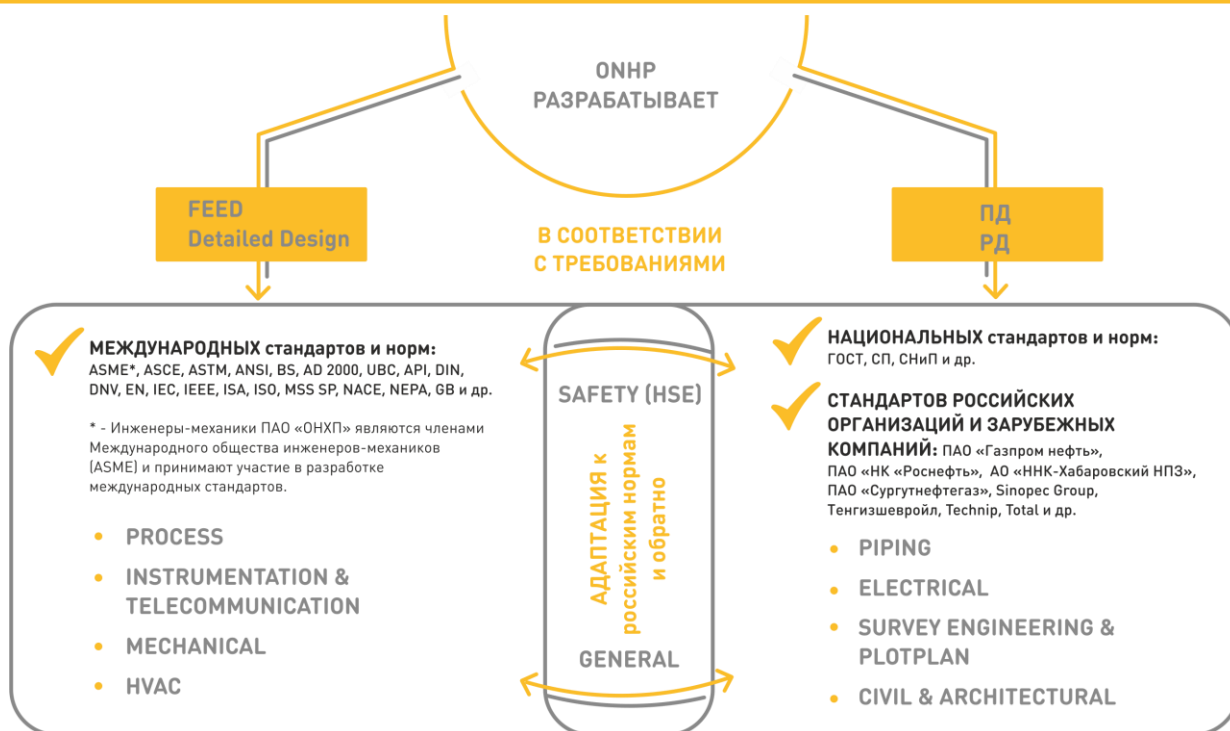 ONHP
РАЗРАБАТЫВАЕТ
FEED
Detailed Design
В СООТВЕТСТВИИ
С ТРЕБОВАНИЯМИ
ПД
РД
МЕЖДУНАРОДНЫХ стандартов и норм:
ASME*, ASCE, ASTM, ANSI, BS, AD 2000, UBC, API, DIN,
DNV, EN, IEC, IEEE, ISA, ISO, MSS SP, NACE, NEPA, GB и др.
* - Инженеры-механики ПАО «ОНХП» являются членами
Международного общества инженеров-механиков
(ASME) и принимают участие в разработке
международных стандартов.
PROCESS
INSTRUMENTATION &
TELECOMMUNICATION
MECHANICAL
HVAC
SAFETY (HSE)
АДАПТАЦИЯ к
российским нормам
и обратно
GENERAL
НАЦИОНАЛЬНЫХ стандартов и норм:
ГОСТ, СП, СНиП и др.
СТАНДАРТОВ РОССИЙСКИХ
ОРГАНИЗАЦИЙ И ЗАРУБЕЖНЫХ
КОМПАНИЙ: ПАО «Газпром нефть»,
ПАО «НК «Роснефть», АО «ННК-Хабаровский НПЗ»,
ПАО «Сургутнефтегаз», Sinopec Group,
Тенгизшевройл, Technip, Total и др.
PIPING
ELECTRICAL
SURVEY ENGINEERING &
PLOTPLAN
CIVIL & ARCHITECTURAL